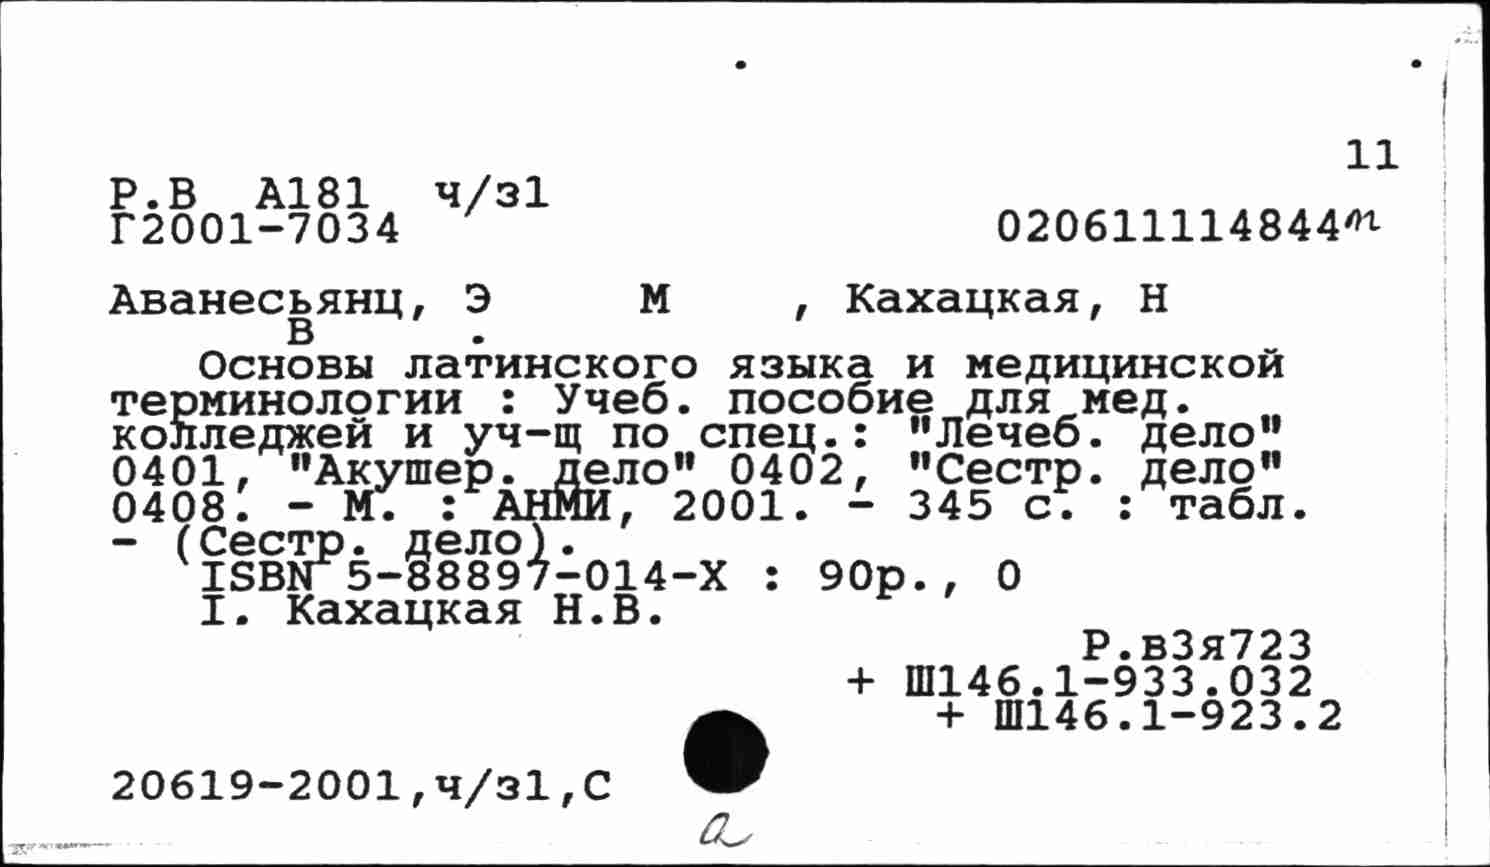 11
Р.В А181 ч/з1
Г2001-7034
020611114844п
Аванесьянц, Э М , Кахацкая, Н
В .
Основы латинского языка и медицинской
терминологии : Учеб. пособие для мед.
колледжей и уч-щ по спец.: "Лечеб. дело"
0401, "Акушер. дело" 0402, "Сестр. дело"
0408. - М. : АНМИ, 2001. - 345 с. : табл.
- (Сестр. дело).
ISBN 5-88897-014-X : 90р., 0
I. Кахацкая Н.В.
Р.в3я723
+ Ш146.1-933.032
+ Ш146.1-923.2
20619-2001,ч/з1,С
а